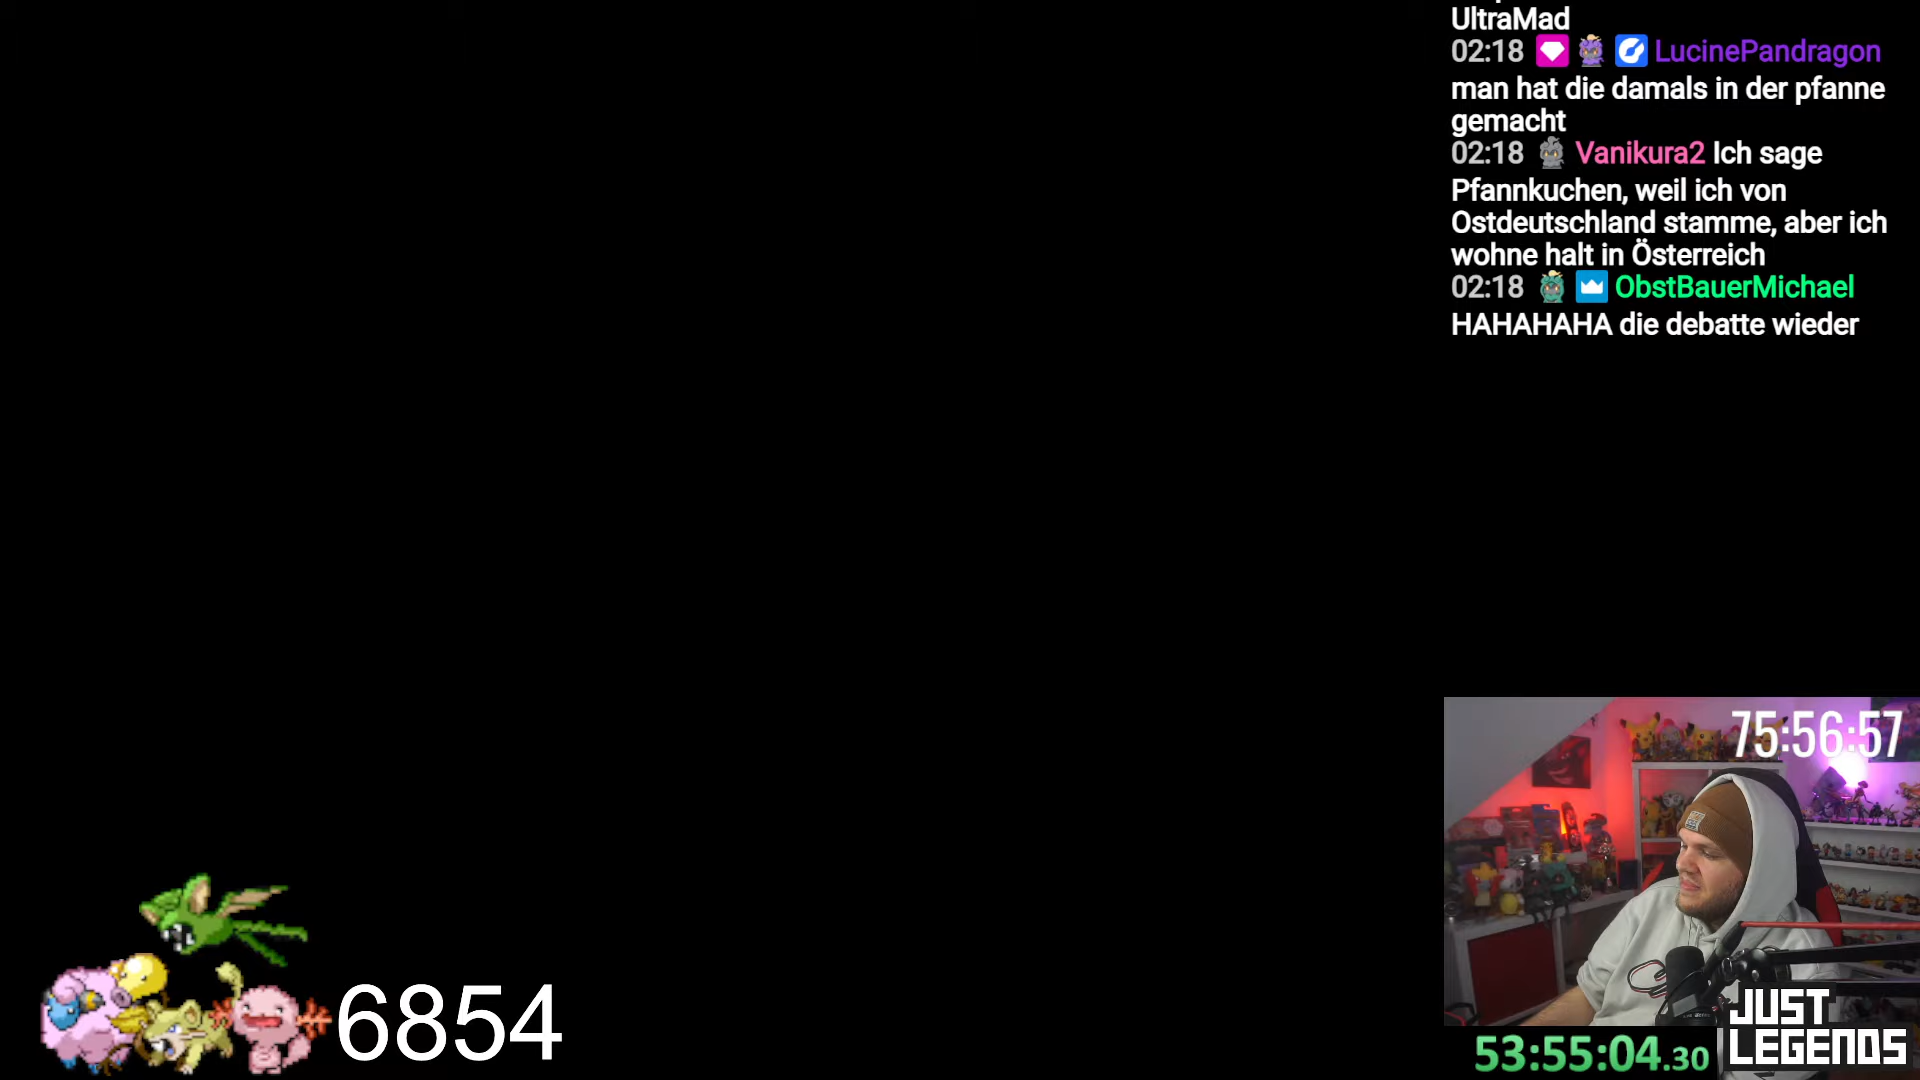 UltraMad
02:18 LucinePandragon
man hat die damals in der pfanne
gemacht
02:18 Vanikura2 Ich sage
Pfannkuchen, weil ich von
Ostdeutschland stamme, aber ich
wohne halt in Österreich
02:18 ObstBauerMichael
HAHAHAHA die debatte wieder
75:56:57
6854
53:55:04.30
JUST
LEGENDS